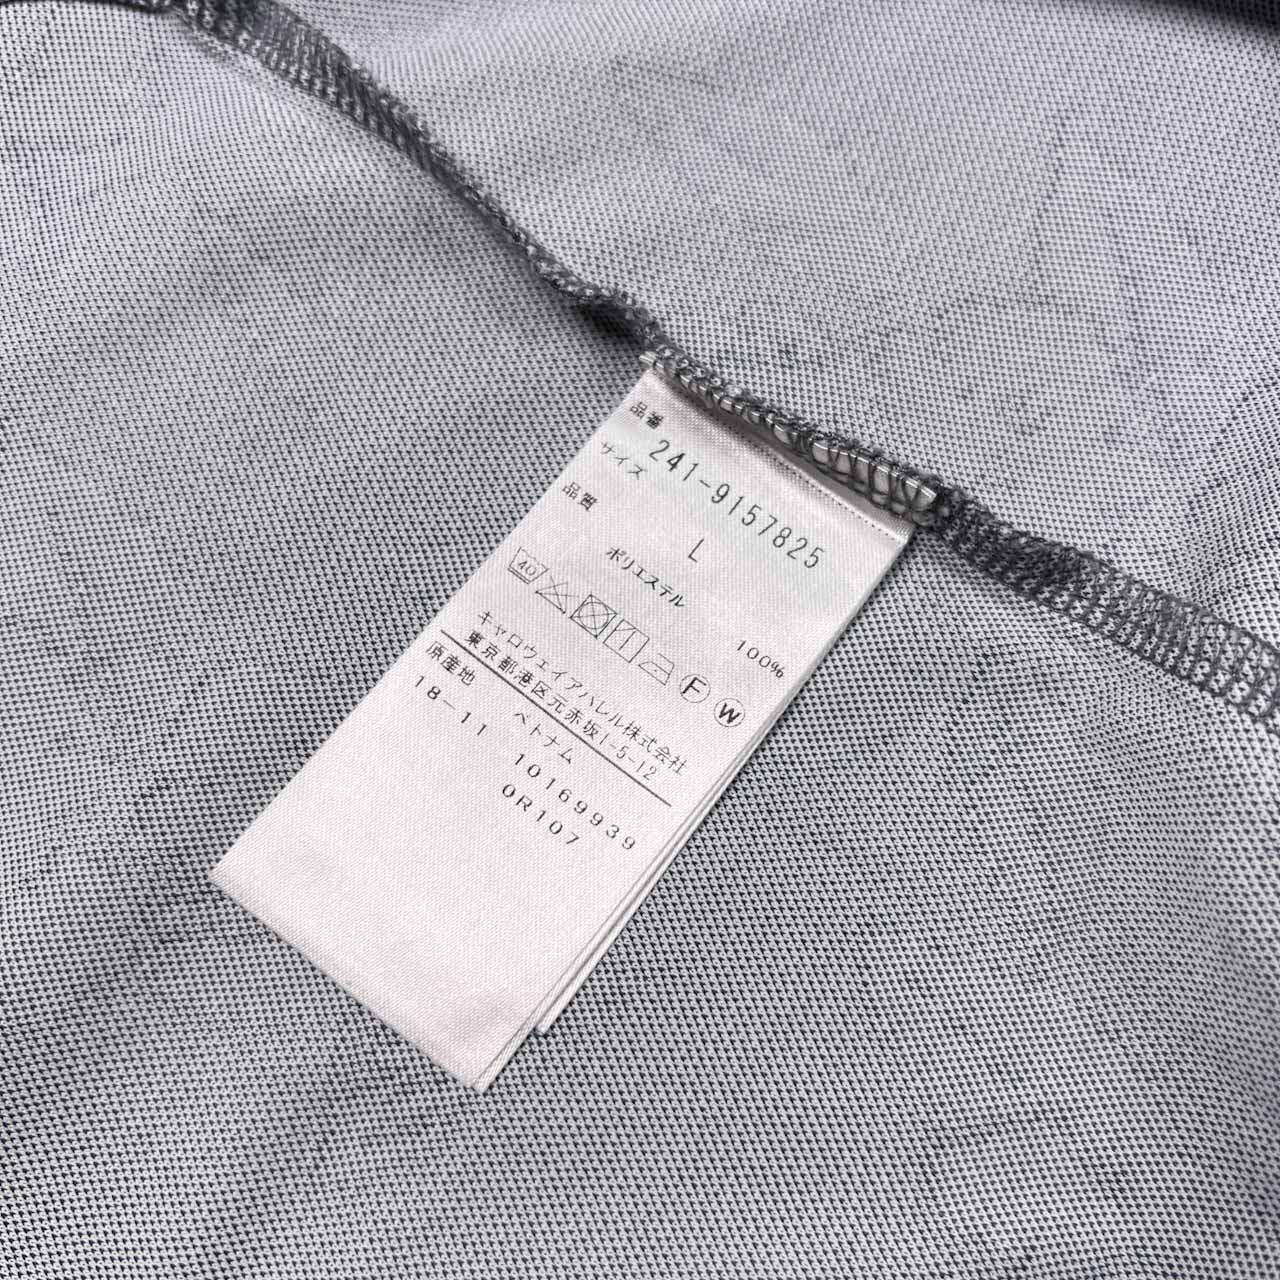 品番 241-9157825
サイズ L
品質
ポリエステル 100%
40 F W
キャロウェイアパレル株式会社
東京都港区元赤坂1-5-12
原産地 ベトナム
18-11 10169939
1 0R107